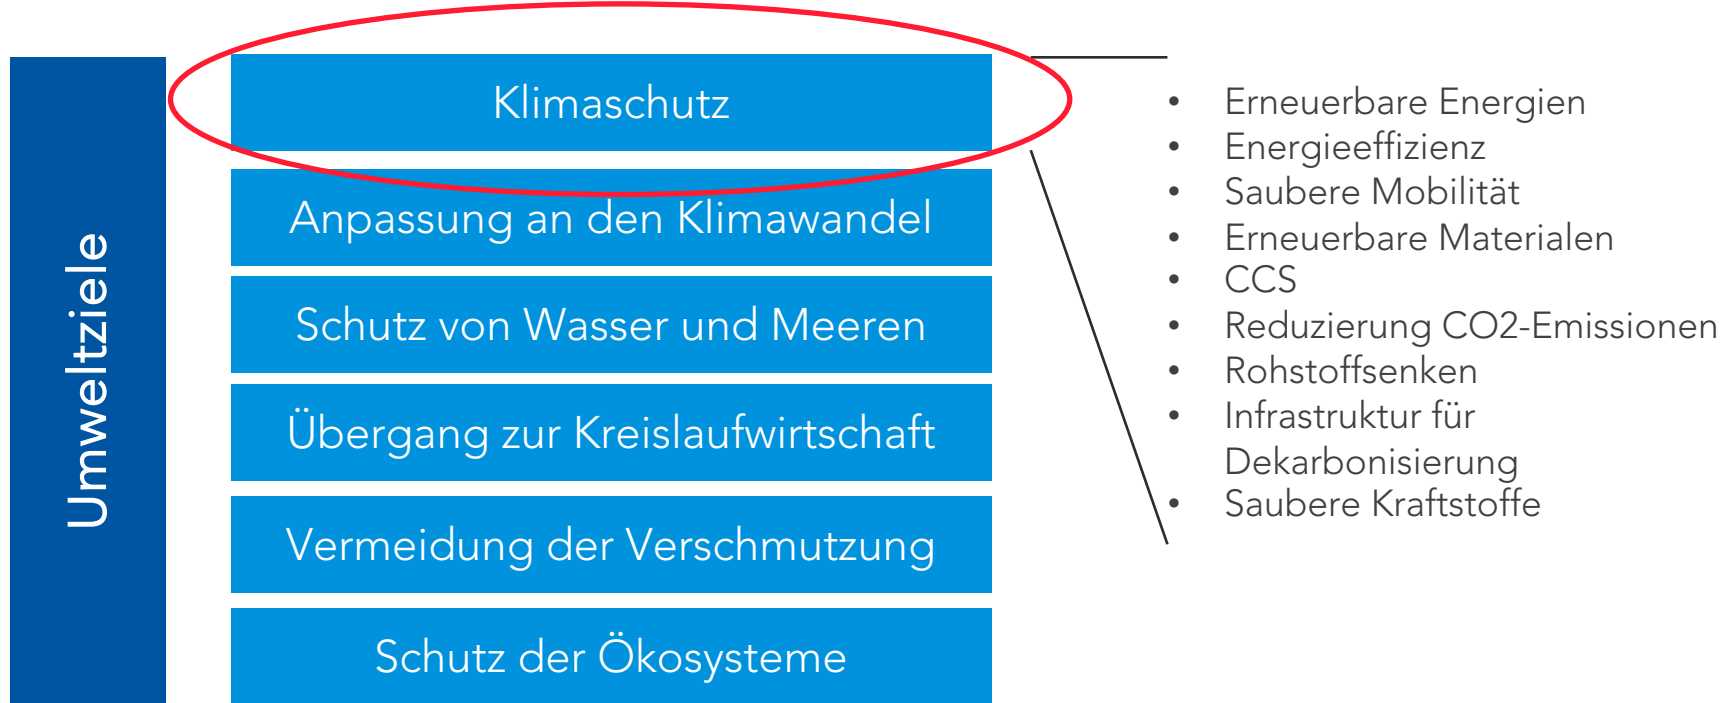 Umweltziele
Klimaschutz
Anpassung an den Klimawandel
Schutz von Wasser und Meeren
Übergang zur Kreislaufwirtschaft
Vermeidung der Verschmutzung
Schutz der Ökosysteme
• Erneuerbare Energien
• Energieeffizienz
• Saubere Mobilität
• Erneuerbare Materialen
• CCS
• Reduzierung CO2-Emissionen
• Rohstoffsenken
• Infrastruktur für
Dekarbonisierung
• Saubere Kraftstoffe